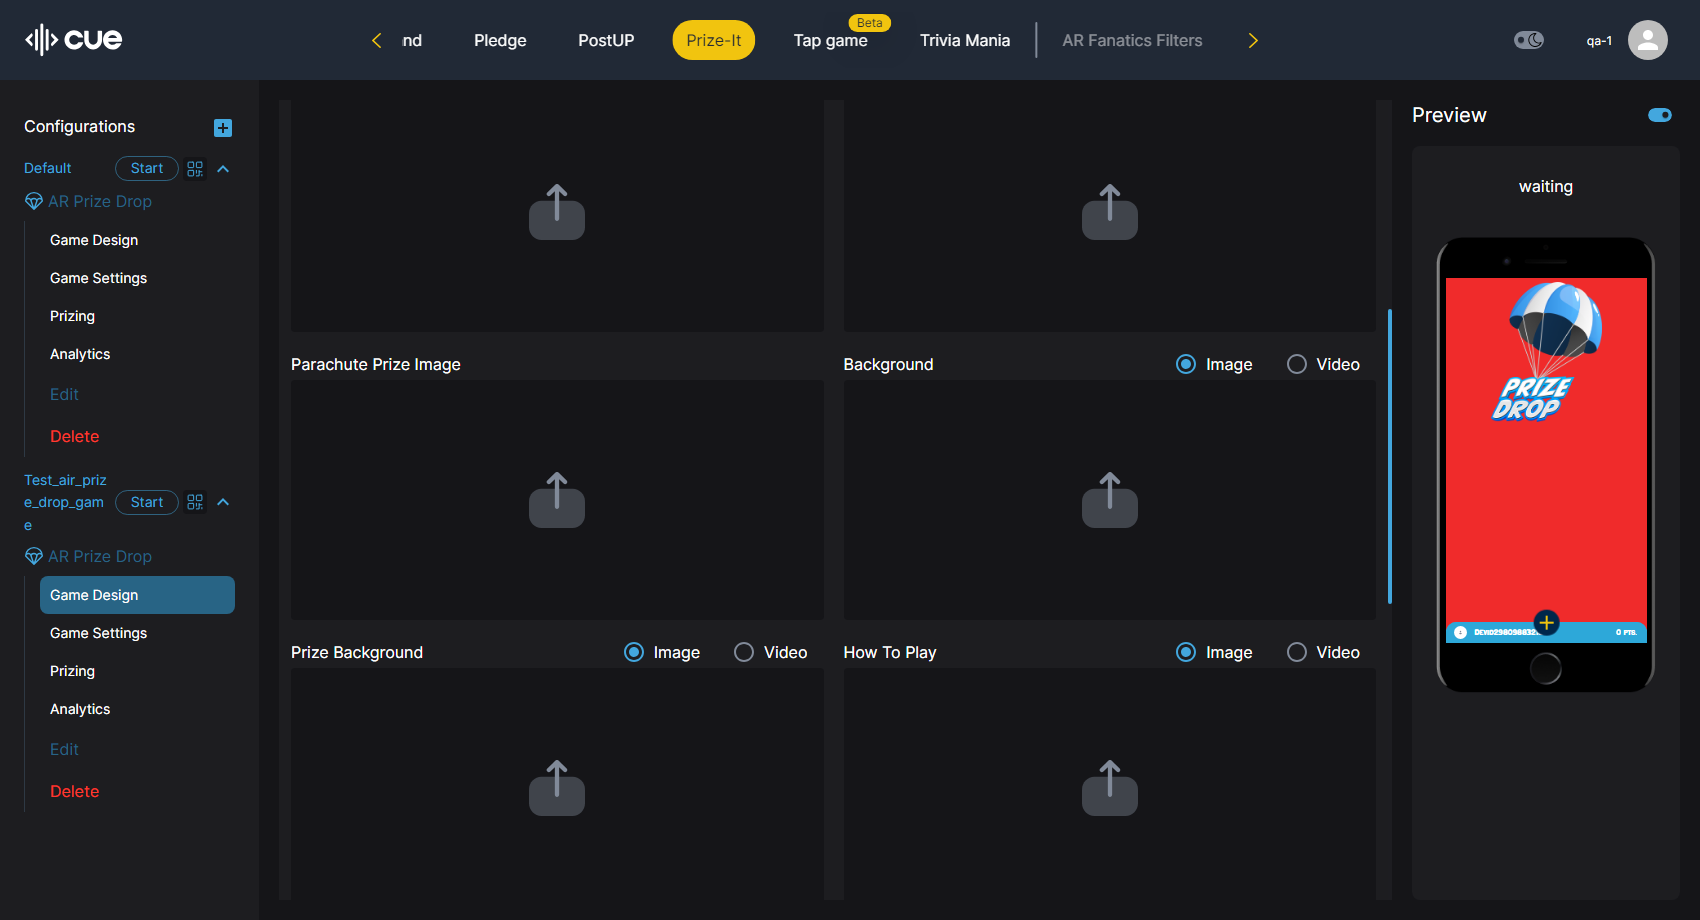 cue
nd
Pledge
PostUP
Prize-It
Beta
Tap game
Trivia Mania
AR Fanatics Filters
qa-1
Configurations
Default
Start
AR Prize Drop
Game Design
Game Settings
Prizing
Analytics
Edit
Delete
Test_air_priz
e_drop_gam
e
Start
AR Prize Drop
Game Design
Game Settings
Prizing
Analytics
Edit
Delete
Parachute Prize Image
Background
Image
Video
Prize Background
Image
Video
How To Play
Image
Video
Preview
waiting
PRIZE
DROP
0 PTS.